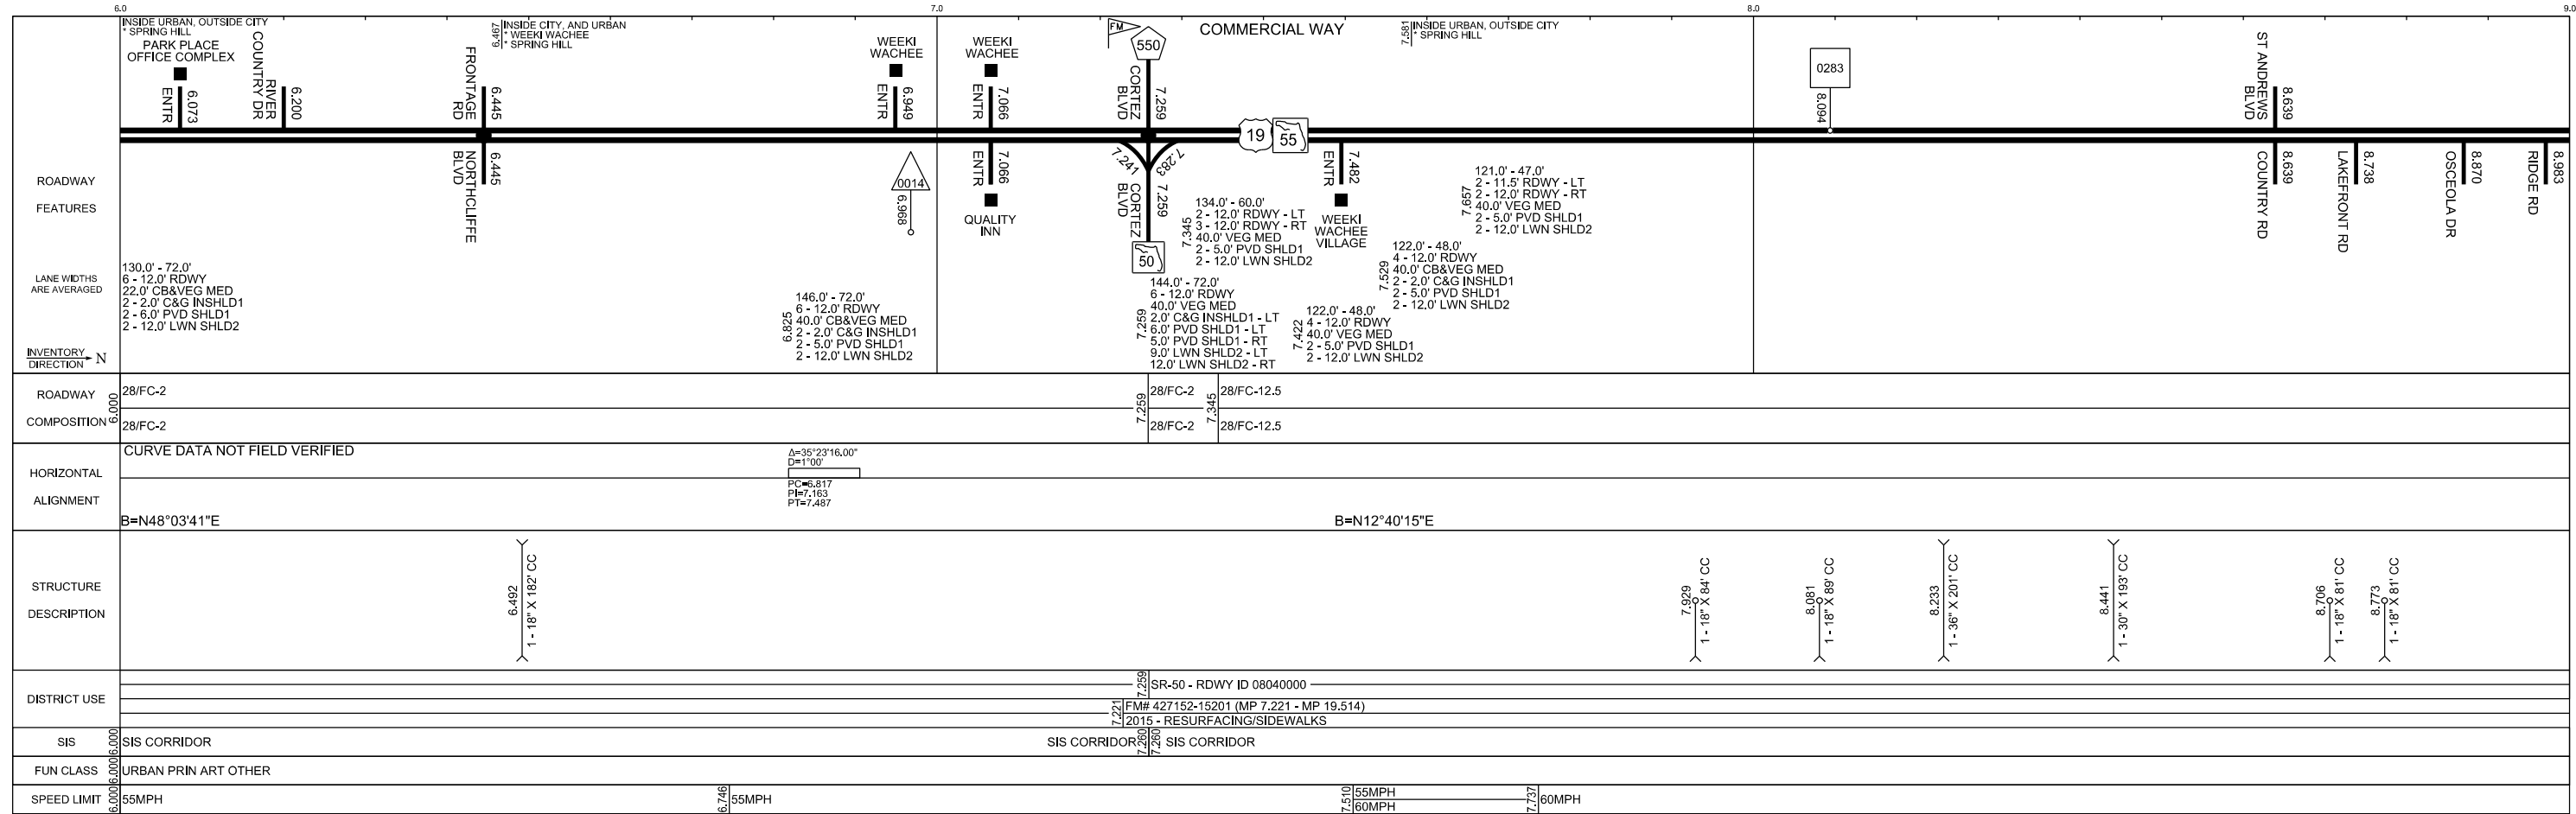 6.0
7.0
8.0
9.0
INSIDE URBAN, OUTSIDE CITY
* SPRING HILL
6.467
INSIDE CITY, AND URBAN
* WEEKI WACHEE
* SPRING HILL
FM
COMMERCIAL WAY
7.581
INSIDE URBAN, OUTSIDE CITY
* SPRING HILL
PARK PLACE
OFFICE COMPLEX
ENTR
6.073
COUNTRY DR
RIVER
6.200
FRONTAGE
RD
6.445
WEEKI
WACHEE
ENTR
6.949
WEEKI
WACHEE
ENTR
7.066
550
CORTEZ
BLVD
7.259
0283
8.094
ST ANDREWS
BLVD
8.639
19
55
ROADWAY
FEATURES
NORTHCLIFFE
BLVD
6.445
0014
6.968
ENTR
7.066
QUALITY
INN
7.241
7.283
CORTEZ
BLVD
7.259
50
ENTR
7.482
WEEKI
WACHEE
VILLAGE
COUNTRY RD
8.639
LAKEFRONT RD
8.738
OSCEOLA DR
8.870
RIDGE RD
8.983
LANE WIDTHS
ARE AVERAGED
130.0' - 72.0'
6 - 12.0' RDWY
22.0' CB&VEG MED
2 - 2.0' C&G INSHLD1
2 - 6.0' PVD SHLD1
2 - 12.0' LWN SHLD2
6.825
146.0' - 72.0'
6 - 12.0' RDWY
40.0' CB&VEG MED
2 - 2.0' C&G INSHLD1
2 - 5.0' PVD SHLD1
2 - 12.0' LWN SHLD2
7.259
144.0' - 72.0'
6 - 12.0' RDWY
40.0' VEG MED
2.0' C&G INSHLD1 - LT
6.0' PVD SHLD1 - LT
5.0' PVD SHLD1 - RT
9.0' LWN SHLD2 - LT
12.0' LWN SHLD2 - RT
7.345
134.0' - 60.0'
2 - 12.0' RDWY - LT
3 - 12.0' RDWY - RT
40.0' VEG MED
2 - 5.0' PVD SHLD1
2 - 12.0' LWN SHLD2
7.422
122.0' - 48.0'
4 - 12.0' RDWY
40.0' VEG MED
2 - 5.0' PVD SHLD1
2 - 12.0' LWN SHLD2
7.529
122.0' - 48.0'
4 - 12.0' RDWY
40.0' CB&VEG MED
2 - 2.0' C&G INSHLD1
2 - 5.0' PVD SHLD1
2 - 12.0' LWN SHLD2
7.657
121.0' - 47.0'
2 - 11.5' RDWY - LT
2 - 12.0' RDWY - RT
40.0' VEG MED
2 - 5.0' PVD SHLD1
2 - 12.0' LWN SHLD2
INVENTORY
DIRECTION
N
ROADWAY
COMPOSITION
6.000
28/FC-2
28/FC-2
7.259
28/FC-2
28/FC-2
7.345
28/FC-12.5
28/FC-12.5
HORIZONTAL
ALIGNMENT
CURVE DATA NOT FIELD VERIFIED
Δ=35°23'16.00"
D=1°00'
PC=6.817
PI=7.163
PT=7.487
B=N48°03'41"E
B=N12°40'15"E
STRUCTURE
DESCRIPTION
6.492
1 - 18" X 182' CC
7.929
1 - 18" X 84' CC
8.081
1 - 18" X 89' CC
8.233
1 - 36" X 201' CC
8.441
1 - 30" X 193' CC
8.706
1 - 18" X 81' CC
8.773
1 - 18" X 81' CC
DISTRICT USE
7.259
SR-50 - RDWY ID 08040000
7.221
FM# 427152-15201 (MP 7.221 - MP 19.514)
2015 - RESURFACING/SIDEWALKS
SIS
6.000
SIS CORRIDOR
SIS CORRIDOR
7.260
7.260
SIS CORRIDOR
FUN CLASS
6.000
URBAN PRIN ART OTHER
SPEED LIMIT
6.000
55MPH
6.746
55MPH
7.510
55MPH
60MPH
7.737
60MPH